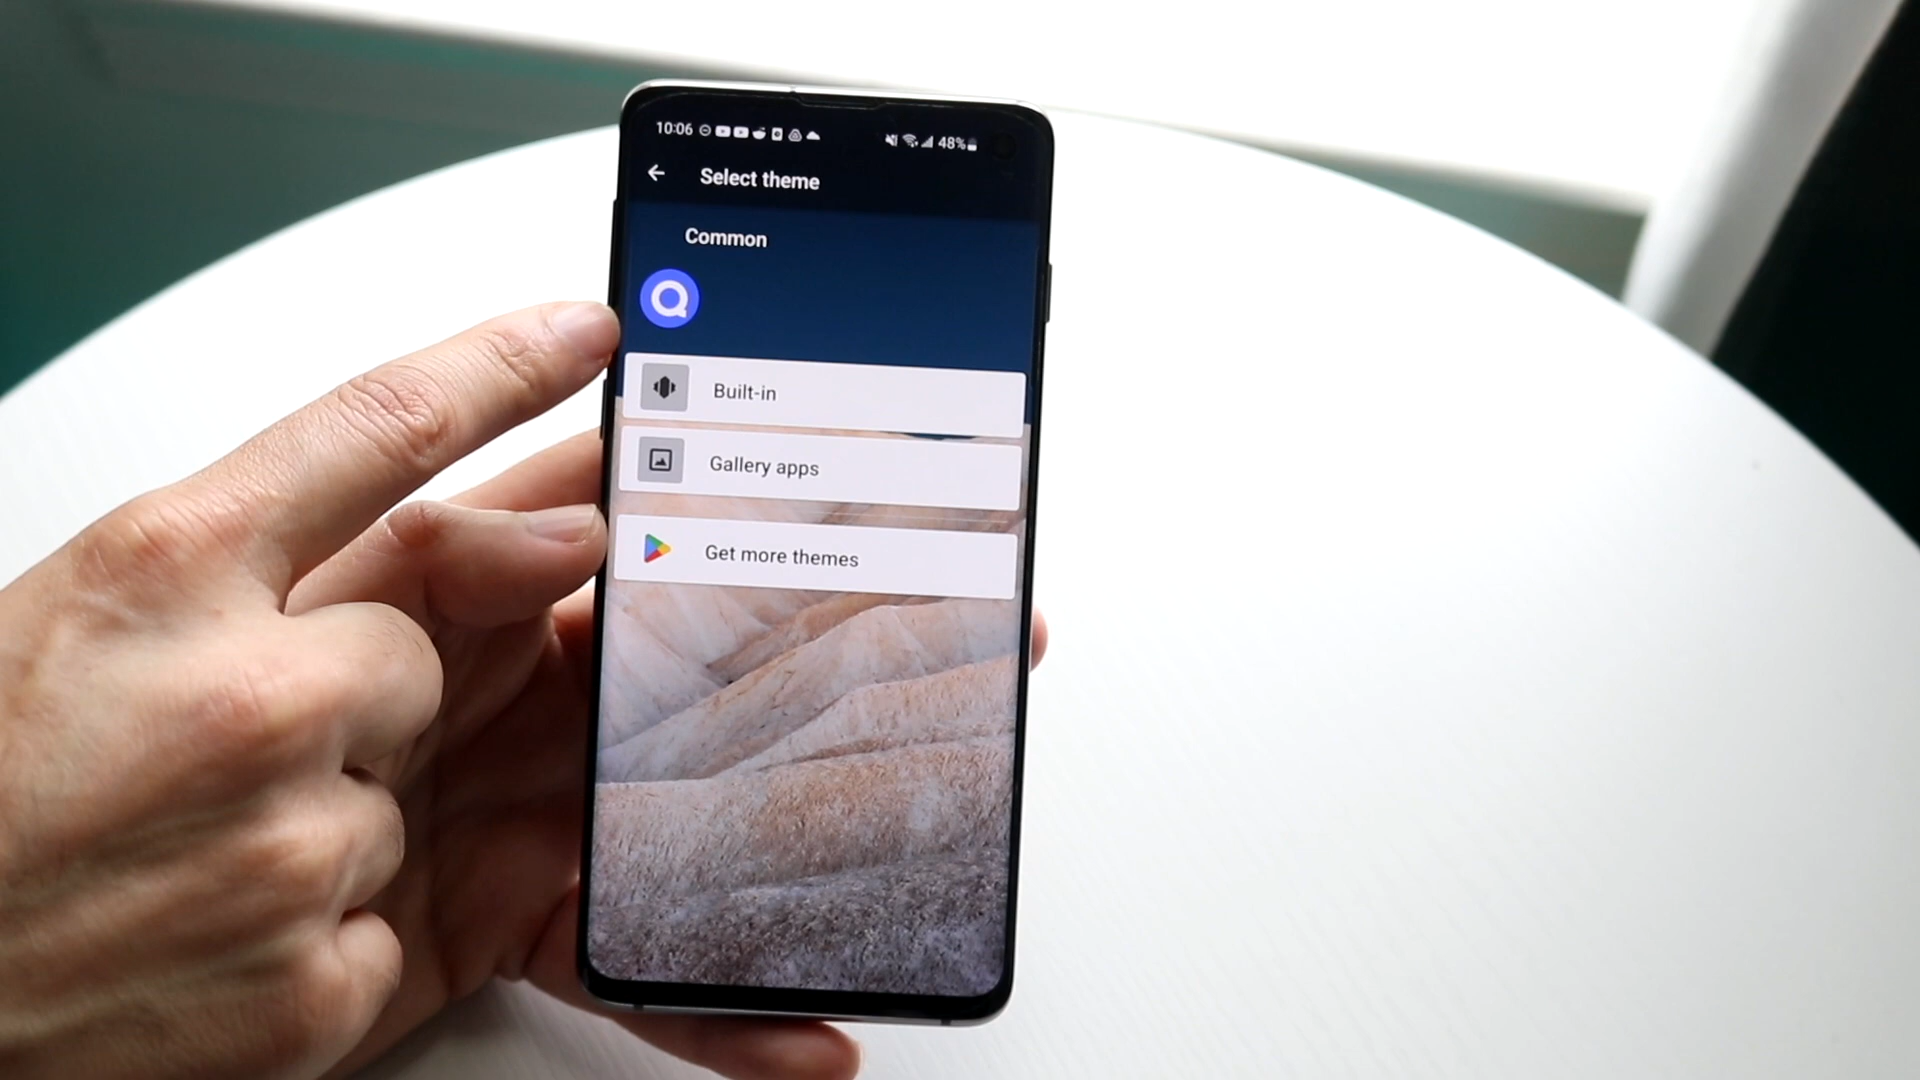 10:06 48%
Select theme
Common
Built-in
Gallery apps
Get more themes